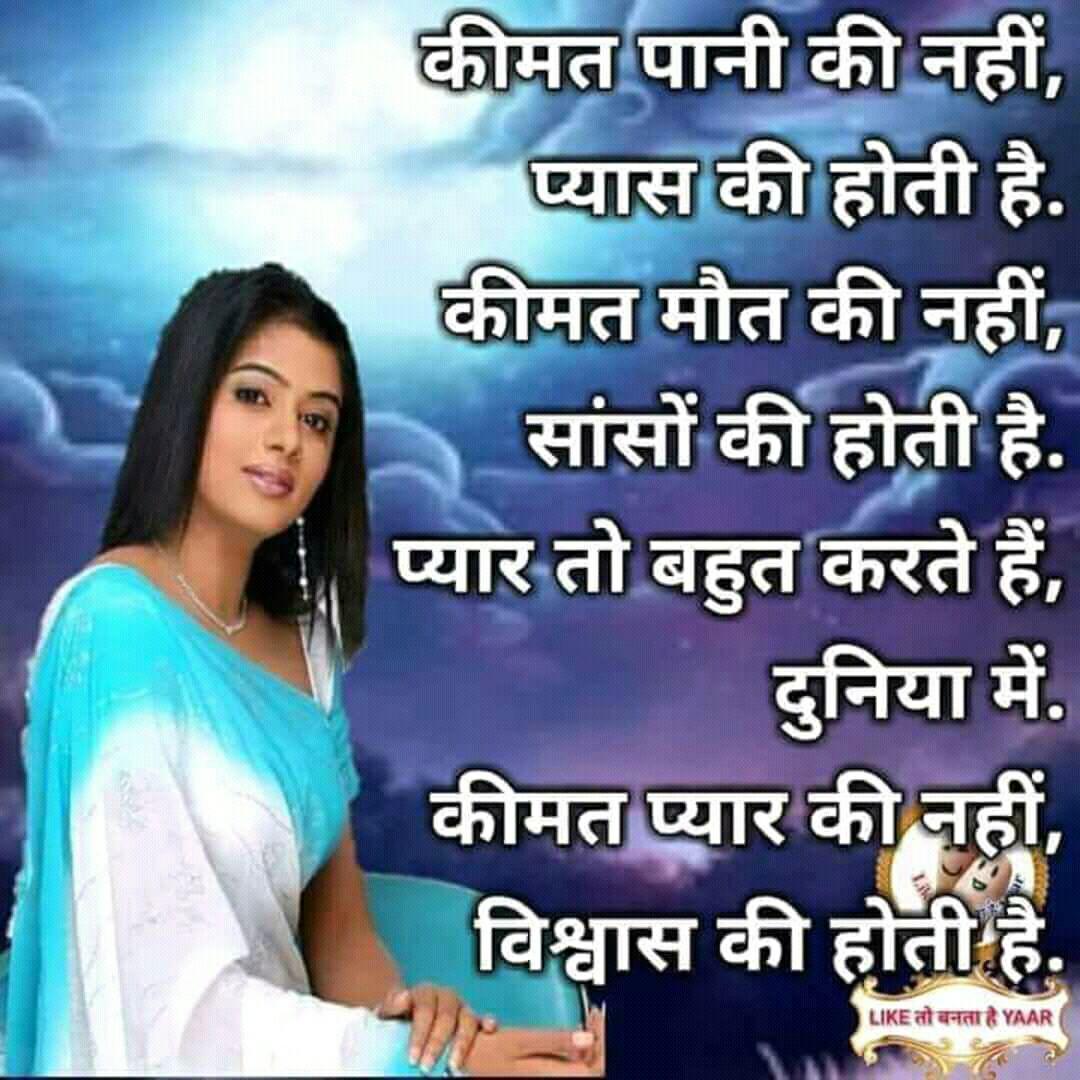 कीमत पानी की नहीं,
प्यास की होती है.
कीमत मौत की नहीं,
सांसों की होती है.
प्यार तो बहुत करते हैं,
दुनिया में.
कीमत प्यार की नहीं,
विश्वास की होती है.
LIKE तो बनता है YAAR